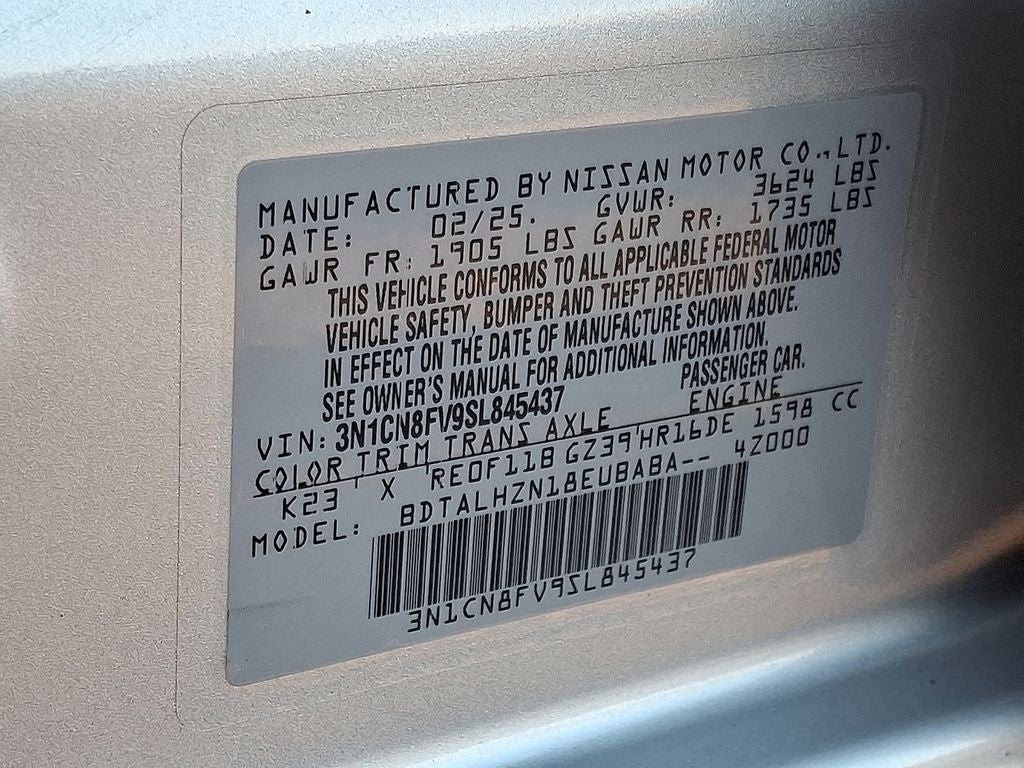 MANUFACTURED BY NISSAN MOTOR CO.,LTD.
DATE: 02/25. GVWR: 3624 LBS
GAWR FR: 1905 LBS GAWR RR: 1735 LBS
THIS VEHICLE CONFORMS TO ALL APPLICABLE FEDERAL MOTOR
VEHICLE SAFETY, BUMPER AND THEFT PREVENTION STANDARDS
IN EFFECT ON THE DATE OF MANUFACTURE SHOWN ABOVE.
SEE OWNER'S MANUAL FOR ADDITIONAL INFORMATION.
VIN: 3N1CN8FV9SL845437 PASSENGER CAR.
COLOR TRIM TRANS AXLE ENGINE
K23 X RE0F11B GZ39 HR16DE 1598 CC
MODEL: BDTALHZN18EUBABA-- 4Z000
3N1CN8FV9SL845437